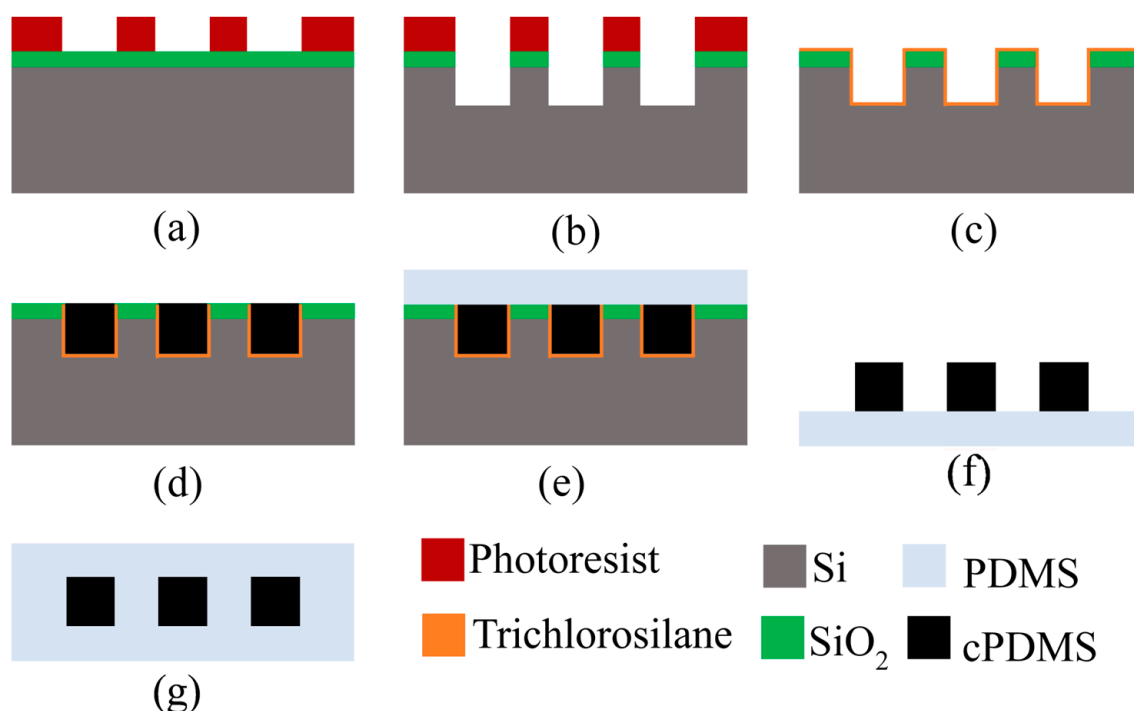 (a)
(b)
(c)
(d)
(e)
(f)
(g)
Photoresist
Si
PDMS
Trichlorosilane
SiO₂
cPDMS